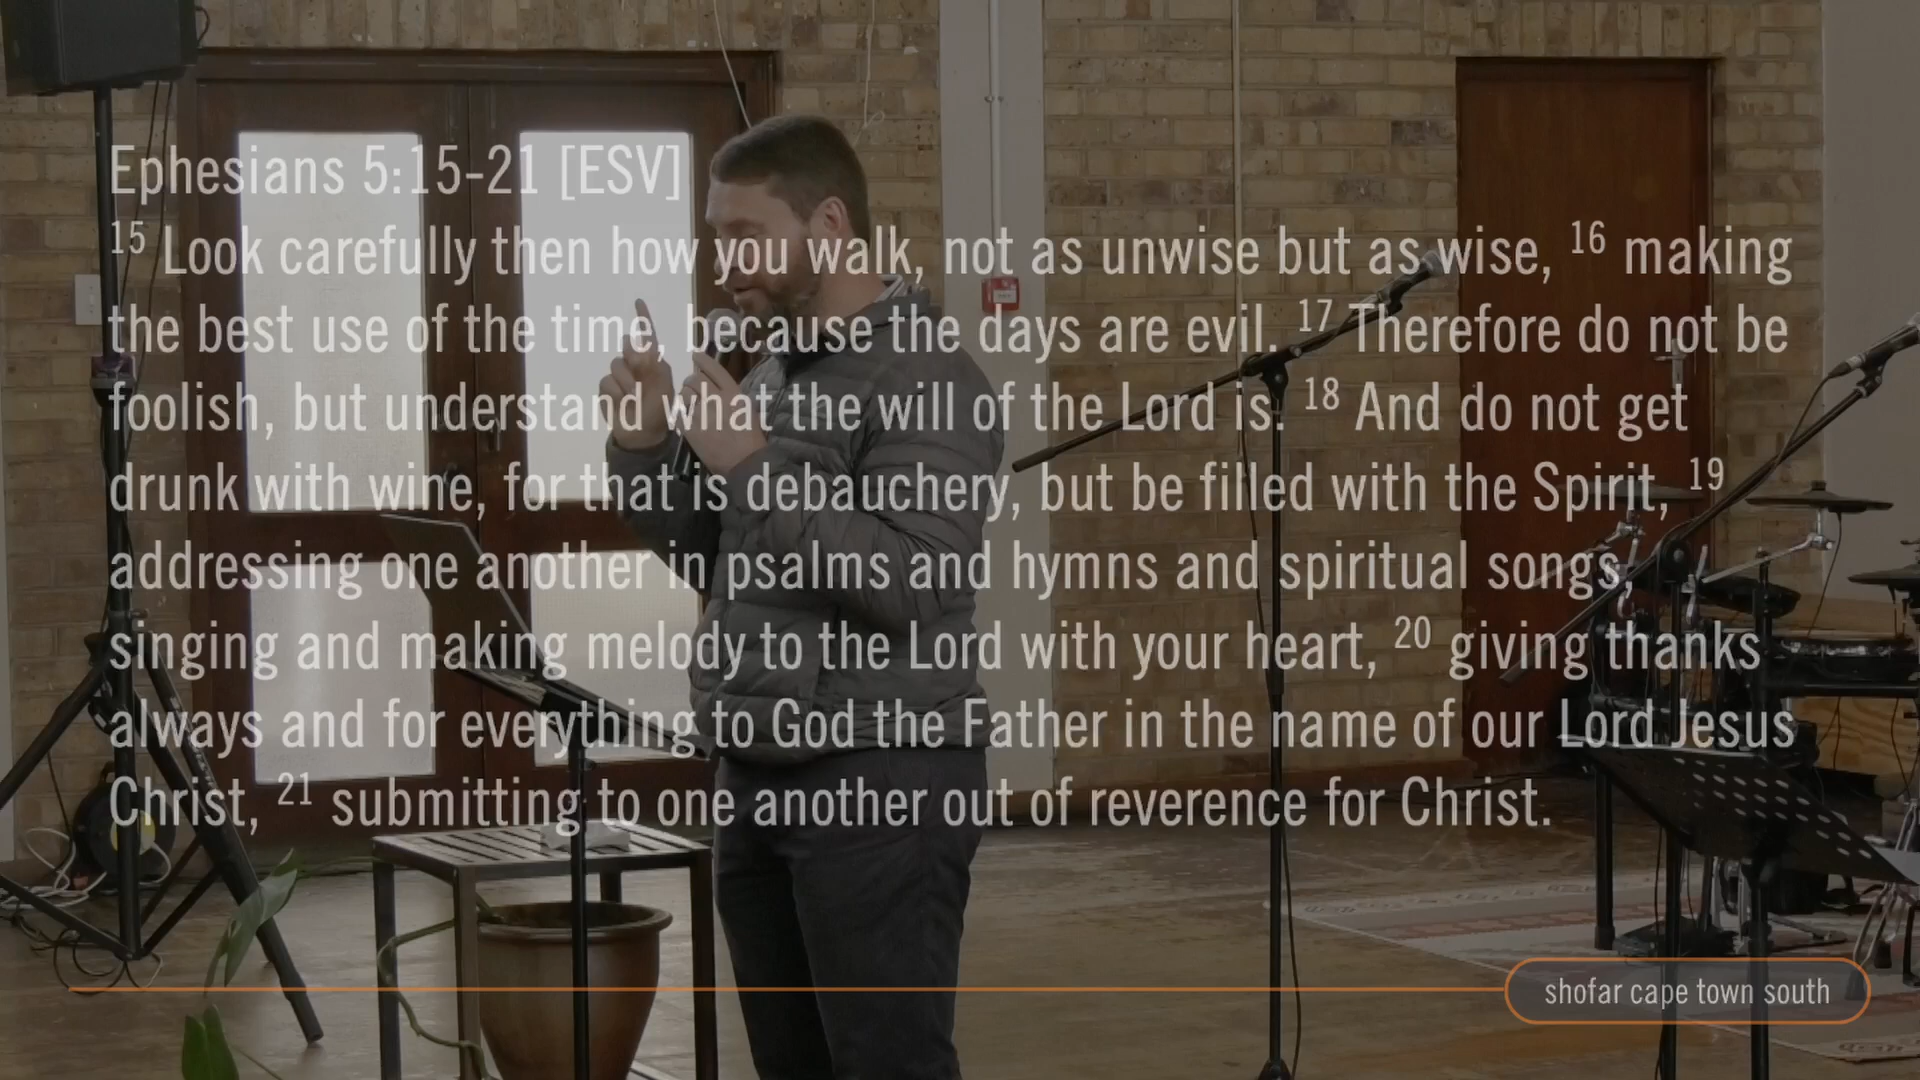 Ephesians 5:15-21 [ESV]
15 Look carefully then how you walk, not as unwise but as wise, 16 making
the best use of the time, because the days are evil. 17 Therefore do not be
foolish, but understand what the will of the Lord is. 18 And do not get
drunk with wine, for that is debauchery, but be filled with the Spirit, 19
addressing one another in psalms and hymns and spiritual songs,
singing and making melody to the Lord with your heart, 20 giving thanks
always and for everything to God the Father in the name of our Lord Jesus
Christ, 21 submitting to one another out of reverence for Christ.
shofar cape town south